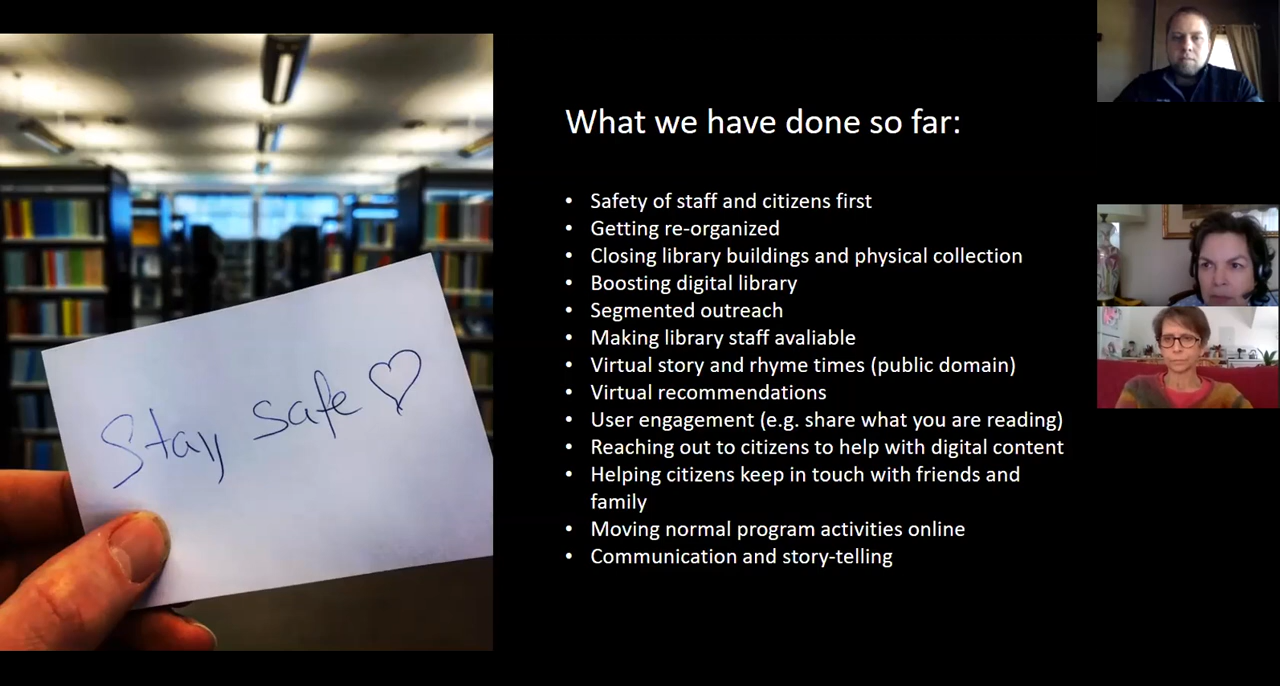 Stay safe ♡
What we have done so far:
• Safety of staff and citizens first
• Getting re-organized
• Closing library buildings and physical collection
• Boosting digital library
• Segmented outreach
• Making library staff avaliable
• Virtual story and rhyme times (public domain)
• Virtual recommendations
• User engagement (e.g. share what you are reading)
• Reaching out to citizens to help with digital content
• Helping citizens keep in touch with friends and
family
• Moving normal program activities online
• Communication and story-telling